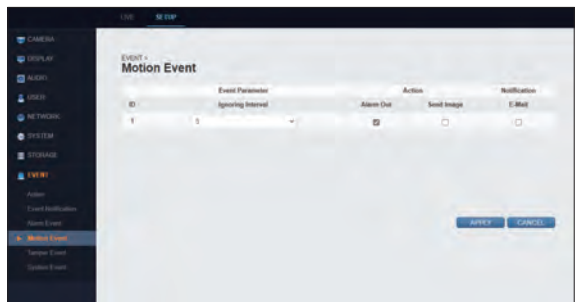 LIVE SETUP
CAMERA
DISPLAY
AUDIO
USER
NETWORK
SYSTEM
STORAGE
EVENT
Action
Event Notification
Alarm Event
Motion Event
Tamper Event
System Event
EVENT >
Motion Event
Event Parameter Action Notification
ID Ignoring Interval Alarm Out Send Image E-Mail
1 5
APPLY CANCEL